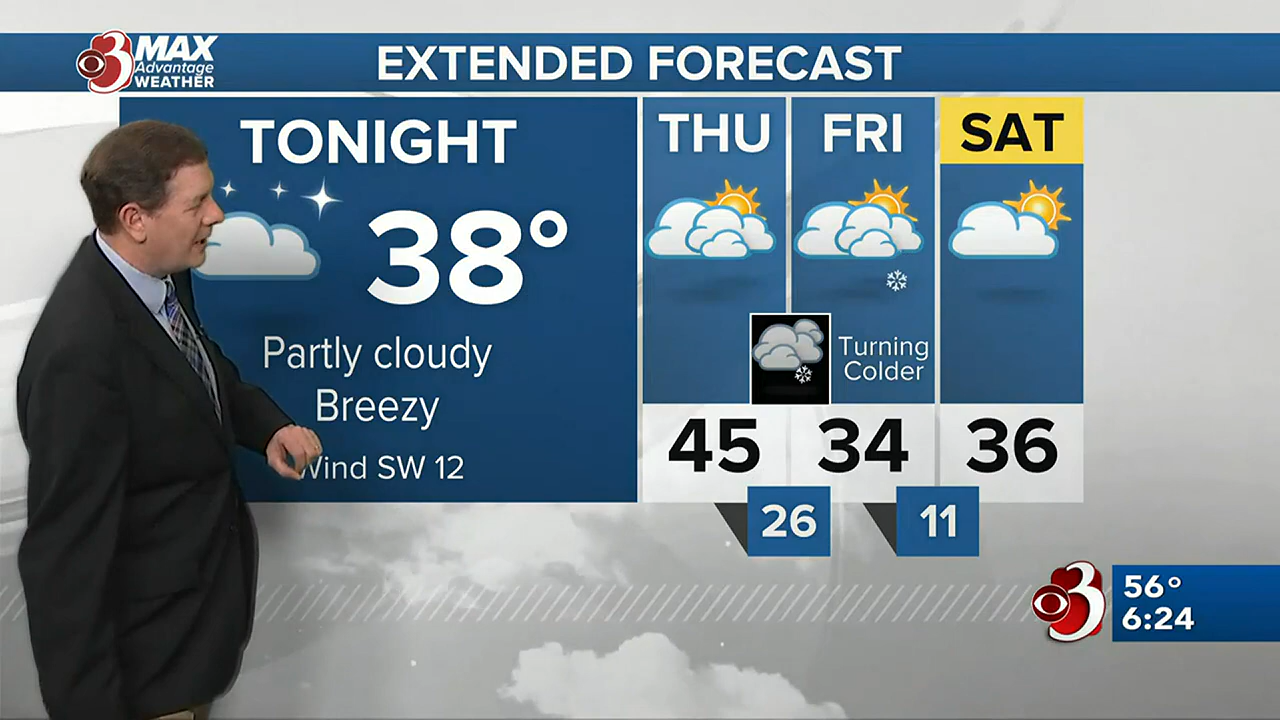 3 MAX
Advantage
WEATHER
EXTENDED FORECAST
TONIGHT
38°
Partly cloudy
Breezy
Wind SW 12
THU
45
26
FRI
Turning
Colder
34
11
SAT
36
3
56°
6:24